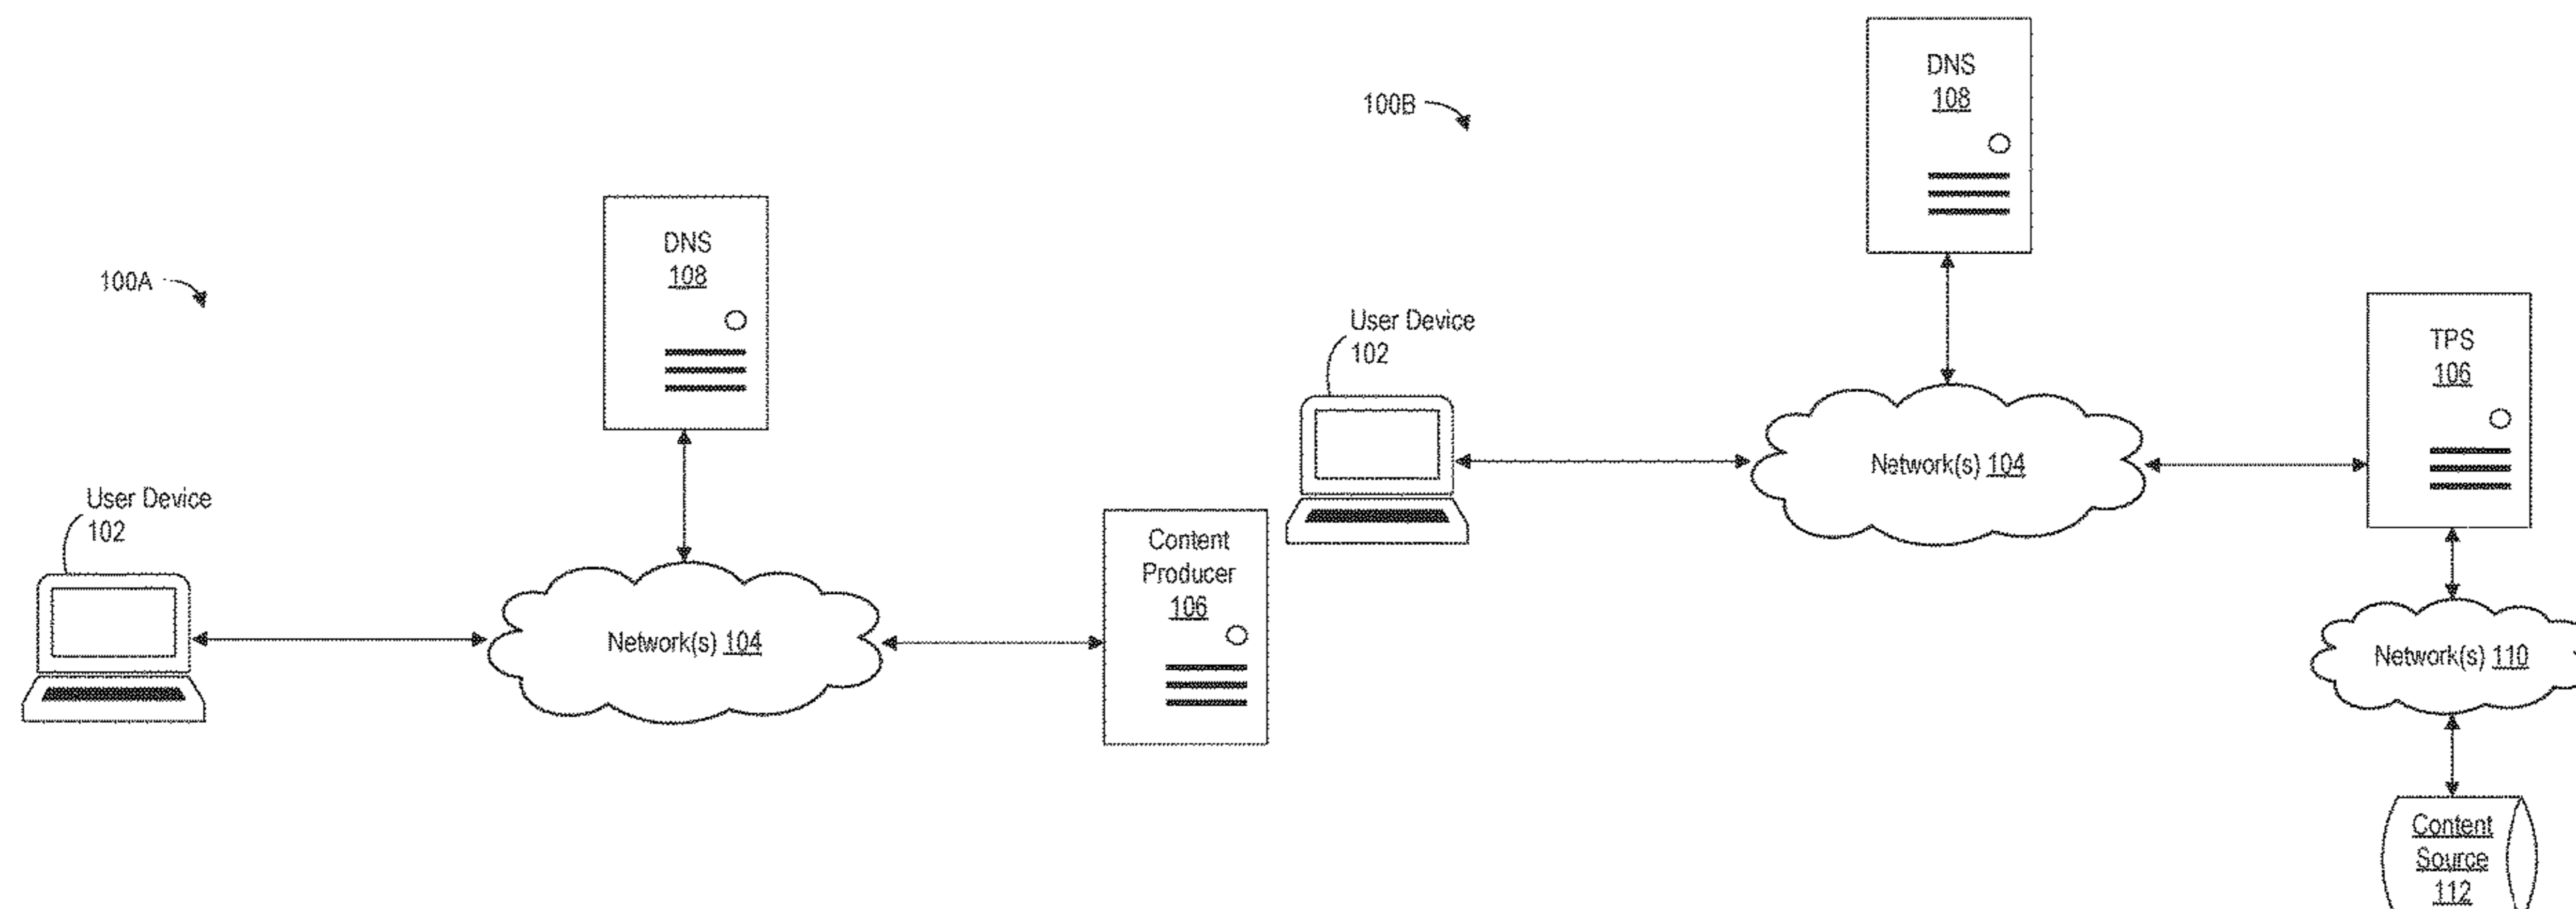 100A
DNS
108
User Device
102
Network(s) 104
Content
Producer
106
100B
DNS
108
User Device
102
Network(s) 104
TPS
106
Network(s) 110
Content
Source
112